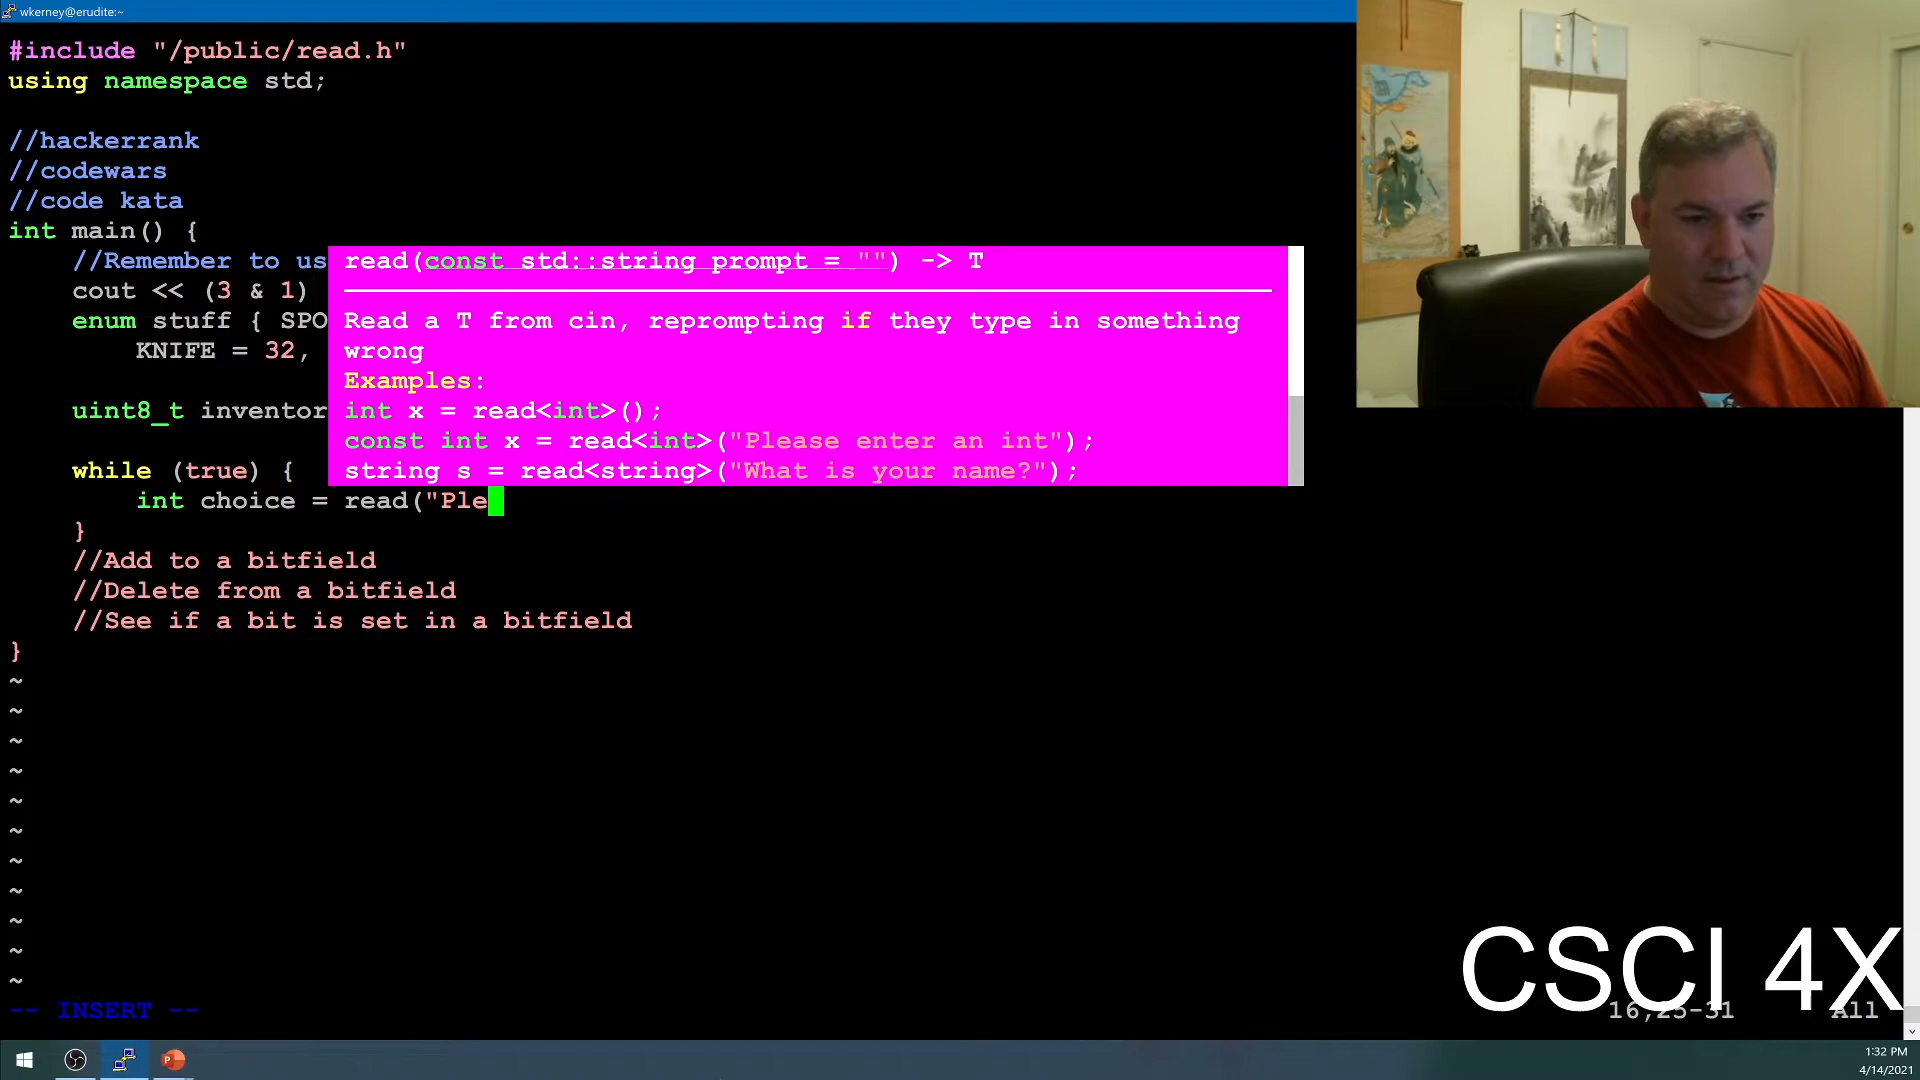 wkerney@erudite:~
#include "/public/read.h"
using namespace std;
//hackerrank
//codewars
//code kata
int main() {
//Remember to us
cout << (3 & 1)
enum stuff { SPO
KNIFE = 32,
uint8_t inventor
while (true) {
int choice = read("Ple
}
//Add to a bitfield
//Delete from a bitfield
//See if a bit is set in a bitfield
}
read(const std::string prompt = "") -> T
Read a T from cin, reprompting if they type in something
wrong
Examples:
int x = read<int>();
const int x = read<int>("Please enter an int");
string s = read<string>("What is your name?");
~
~
~
~
~
~
~
~
~
~
~
-- INSERT --
16,25-31
All
CSCI 4X
1:32 PM
4/14/2021